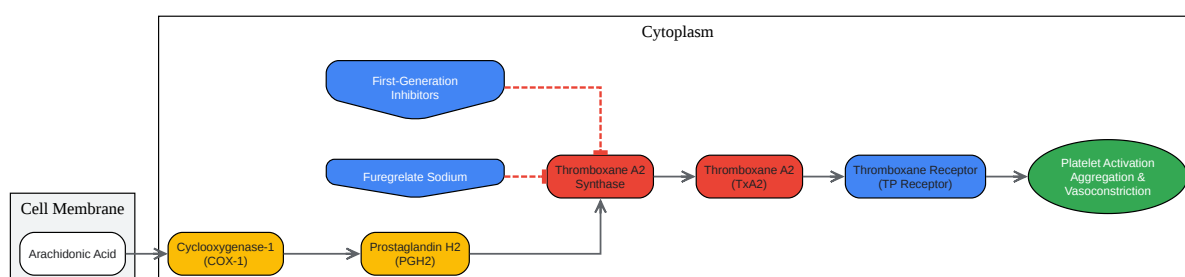 Cytoplasm
First-Generation
Inhibitors
Furegrelate Sodium
Thromboxane A2
Synthase
Thromboxane A2
(TxA2)
Thromboxane Receptor
(TP Receptor)
Platelet Activation
Aggregation &
Vasoconstriction
Cell Membrane
Arachidonic Acid
Cyclooxygenase-1
(COX-1)
Prostaglandin H2
(PGH2)